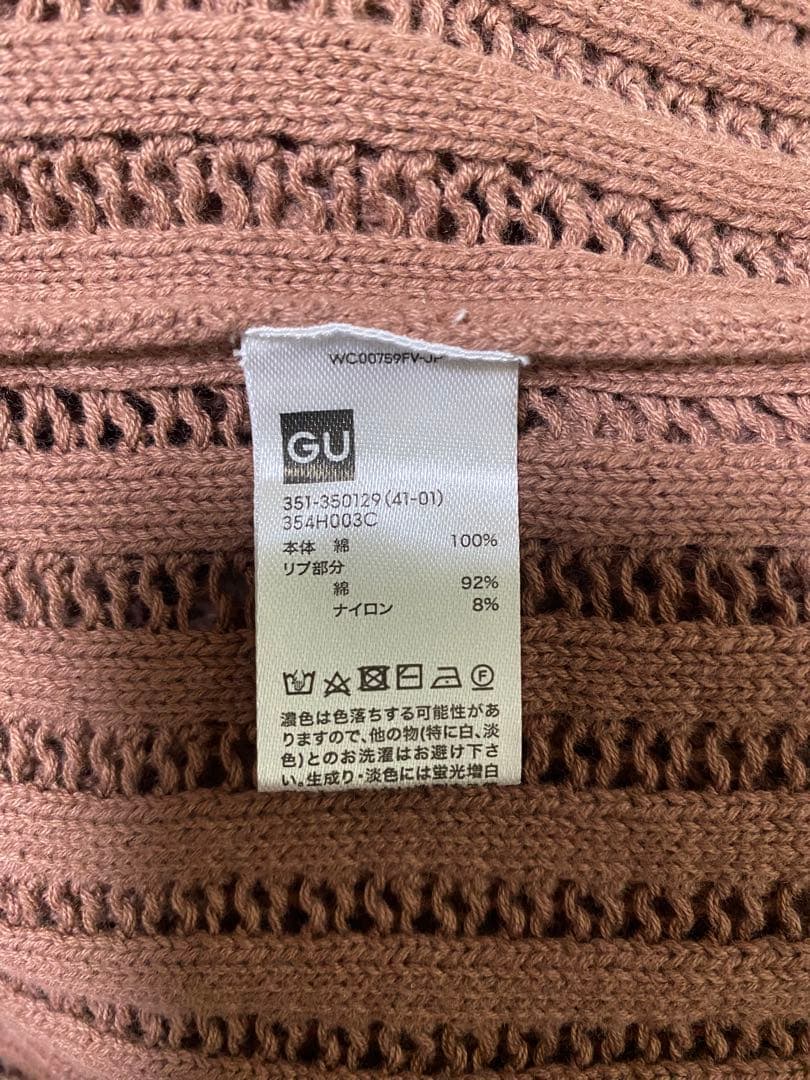 WC00759FV-JP
GU
351-350129(41-01)
354H003C
本体 綿 100%
リブ部分
綿 92%
ナイロン 8%
F
濃色は色落ちする可能性があ
りますので、他の物(特に白、淡
色)とのお洗濯はお避け下さ
い。生成り・淡色には蛍光増白